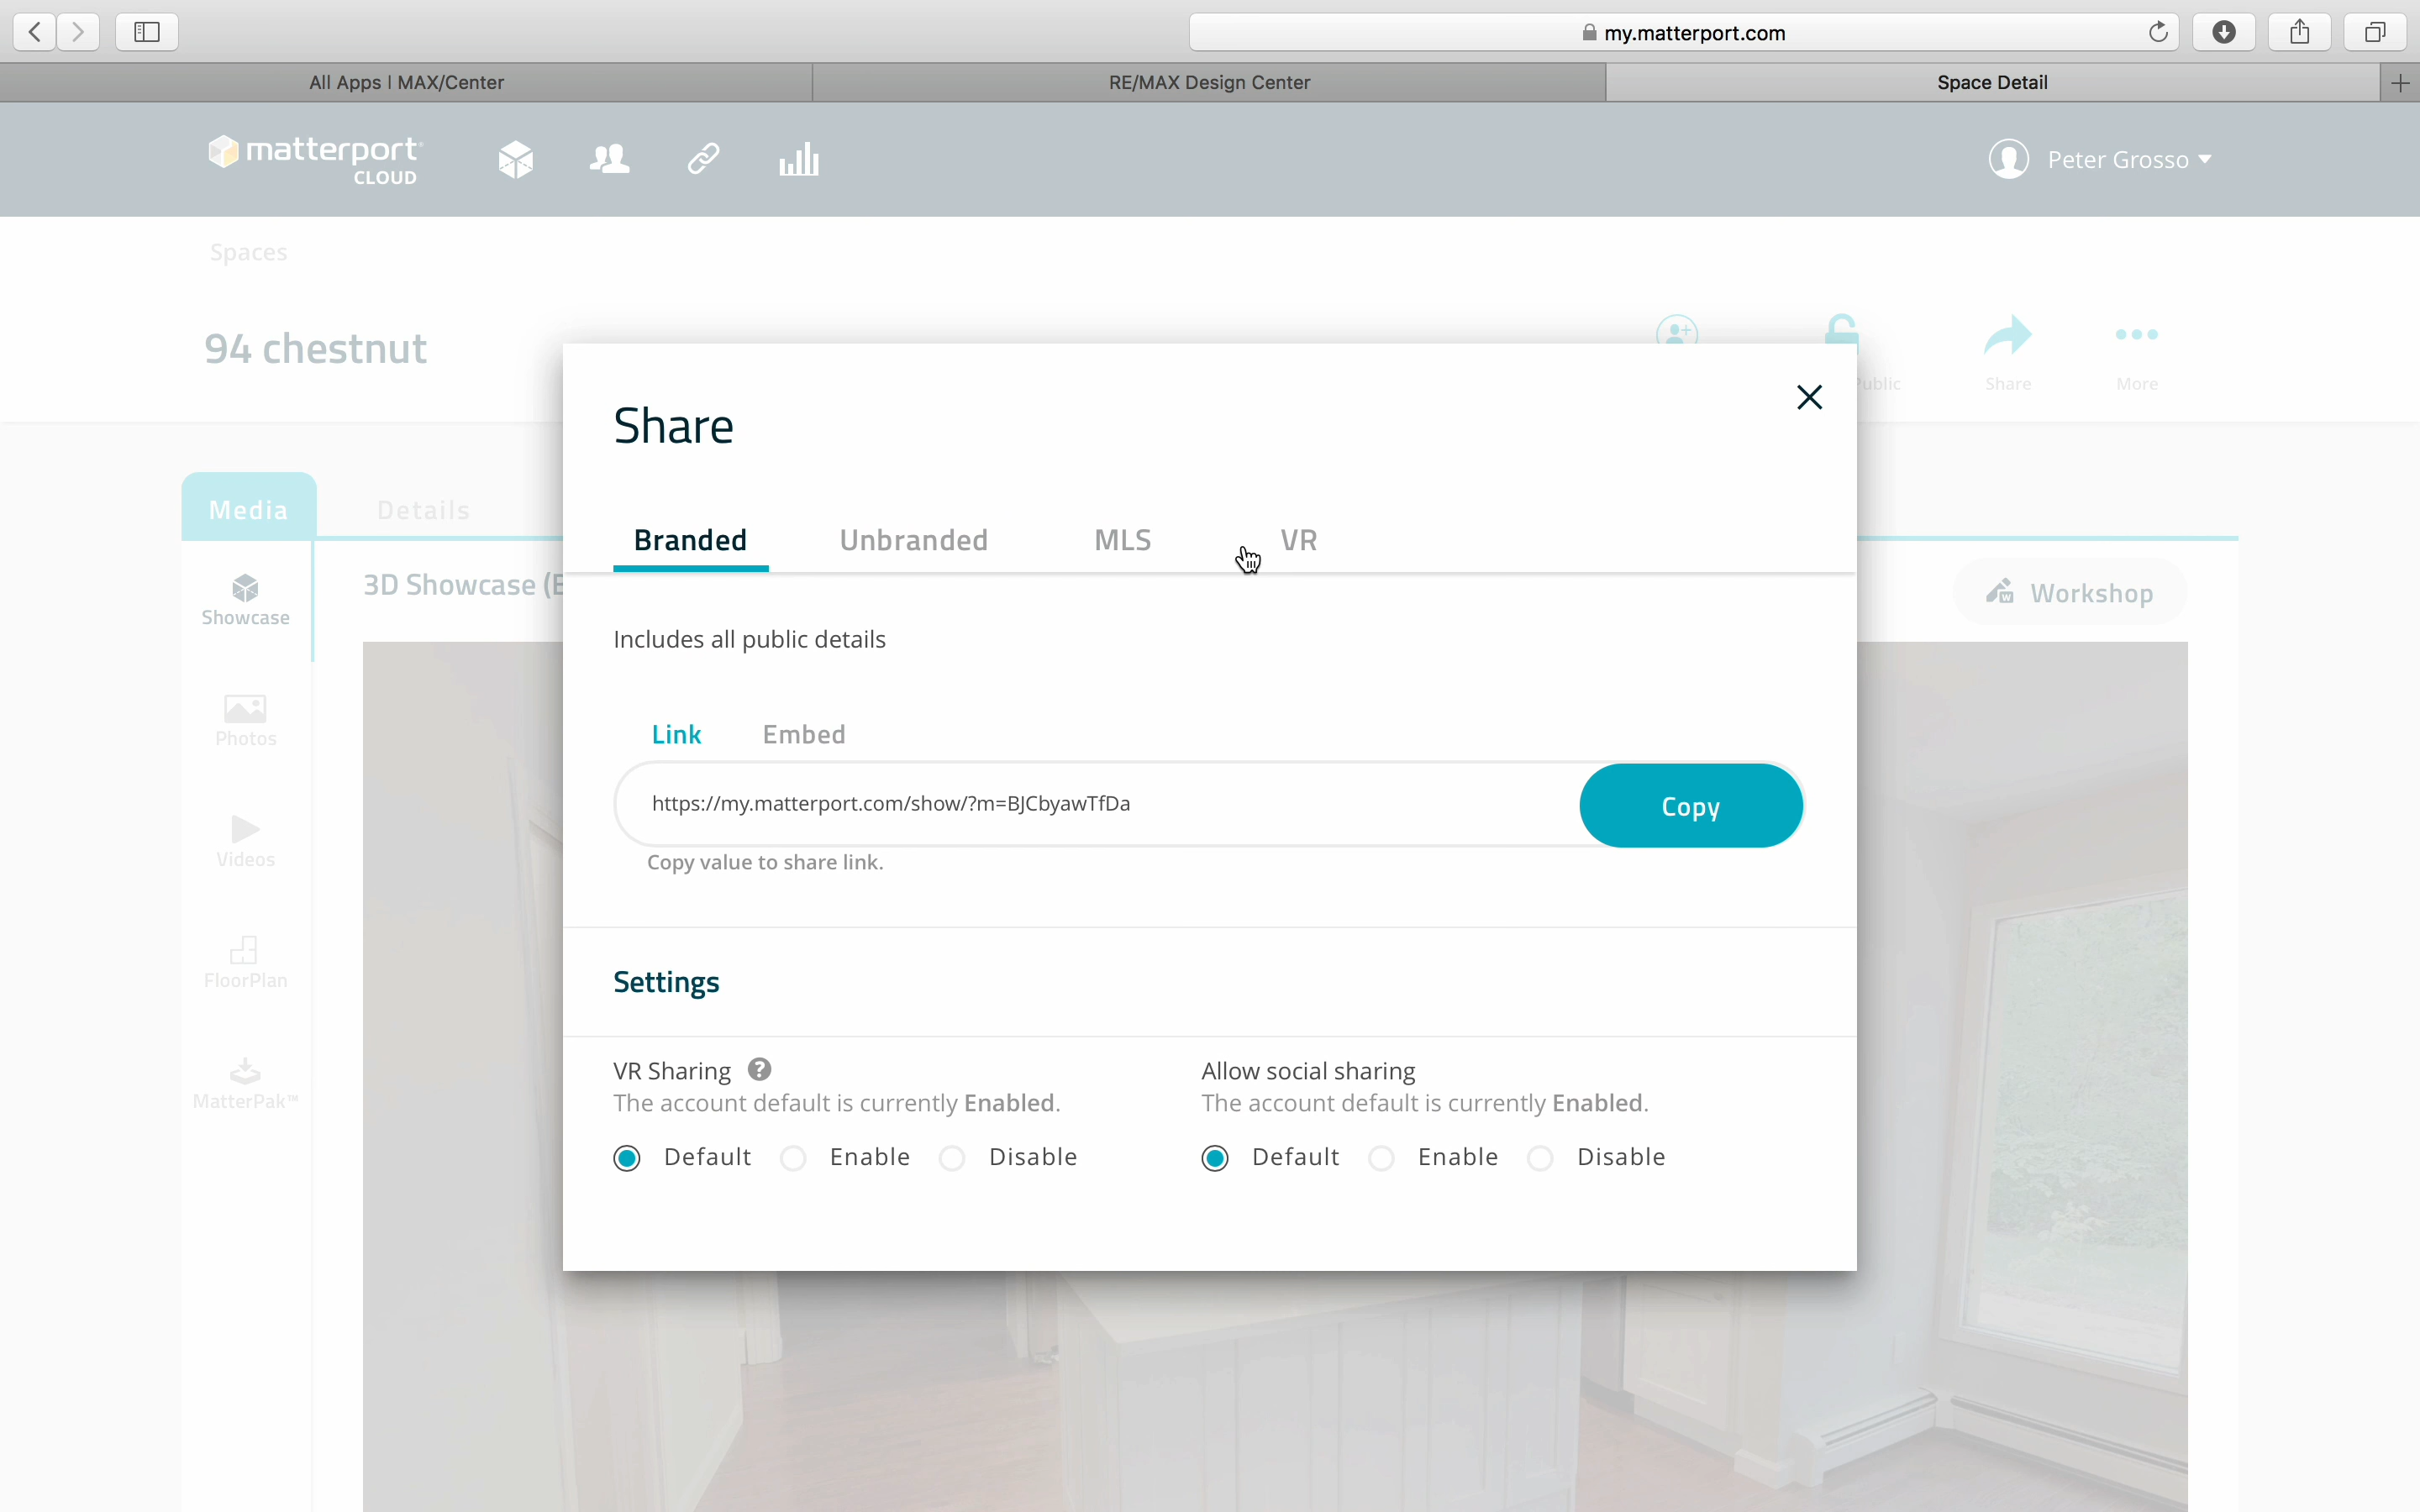 my.matterport.com
All Apps | MAX/Center
RE/MAX Design Center
Space Detail
matterport
CLOUD
Peter Grosso
Spaces
94 chestnut
Public
Share
More
Share
Media
Details
Branded
Unbranded
MLS
VR
3D Showcase (
Workshop
Showcase
Includes all public details
Photos
Link
Embed
https://my.matterport.com/show/?m=BJCbyawTfDa
Copy
Videos
Copy value to share link.
FloorPlan
Settings
MatterPak™
VR Sharing ?
The account default is currently Enabled.
Default Enable Disable
Allow social sharing
The account default is currently Enabled.
Default Enable Disable